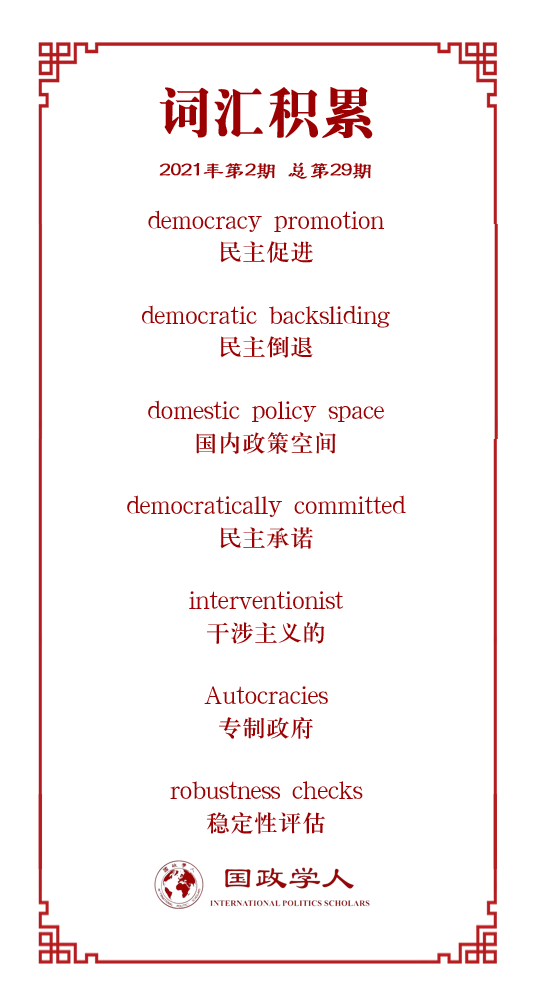 词汇积累
2021年第2期 总第29期
democracy promotion
民主促进
democratic backsliding
民主倒退
domestic policy space
国内政策空间
democratically committed
民主承诺
interventionist
干涉主义的
Autocracies
专制政府
robustness checks
稳定性评估
国政学人
INTERNATIONAL POLITICS SCHOLARS